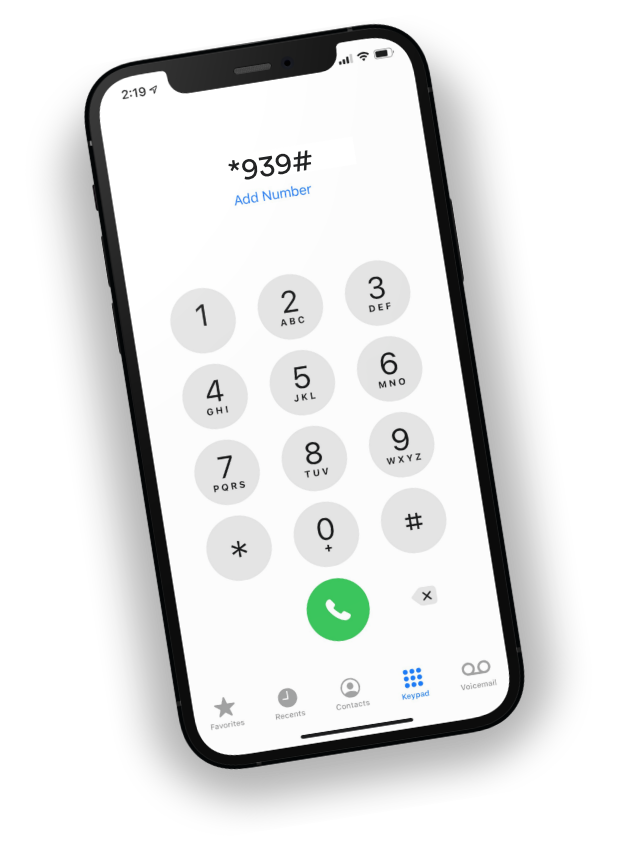 2:19
*939#
Add Number
1
2
ABC
3
DEF
4
GHI
5
JKL
6
MNO
7
PQRS
8
TUV
9
WXYZ
*
0
+
#
Favorites
Recents
Contacts
Keypad
Voicemail